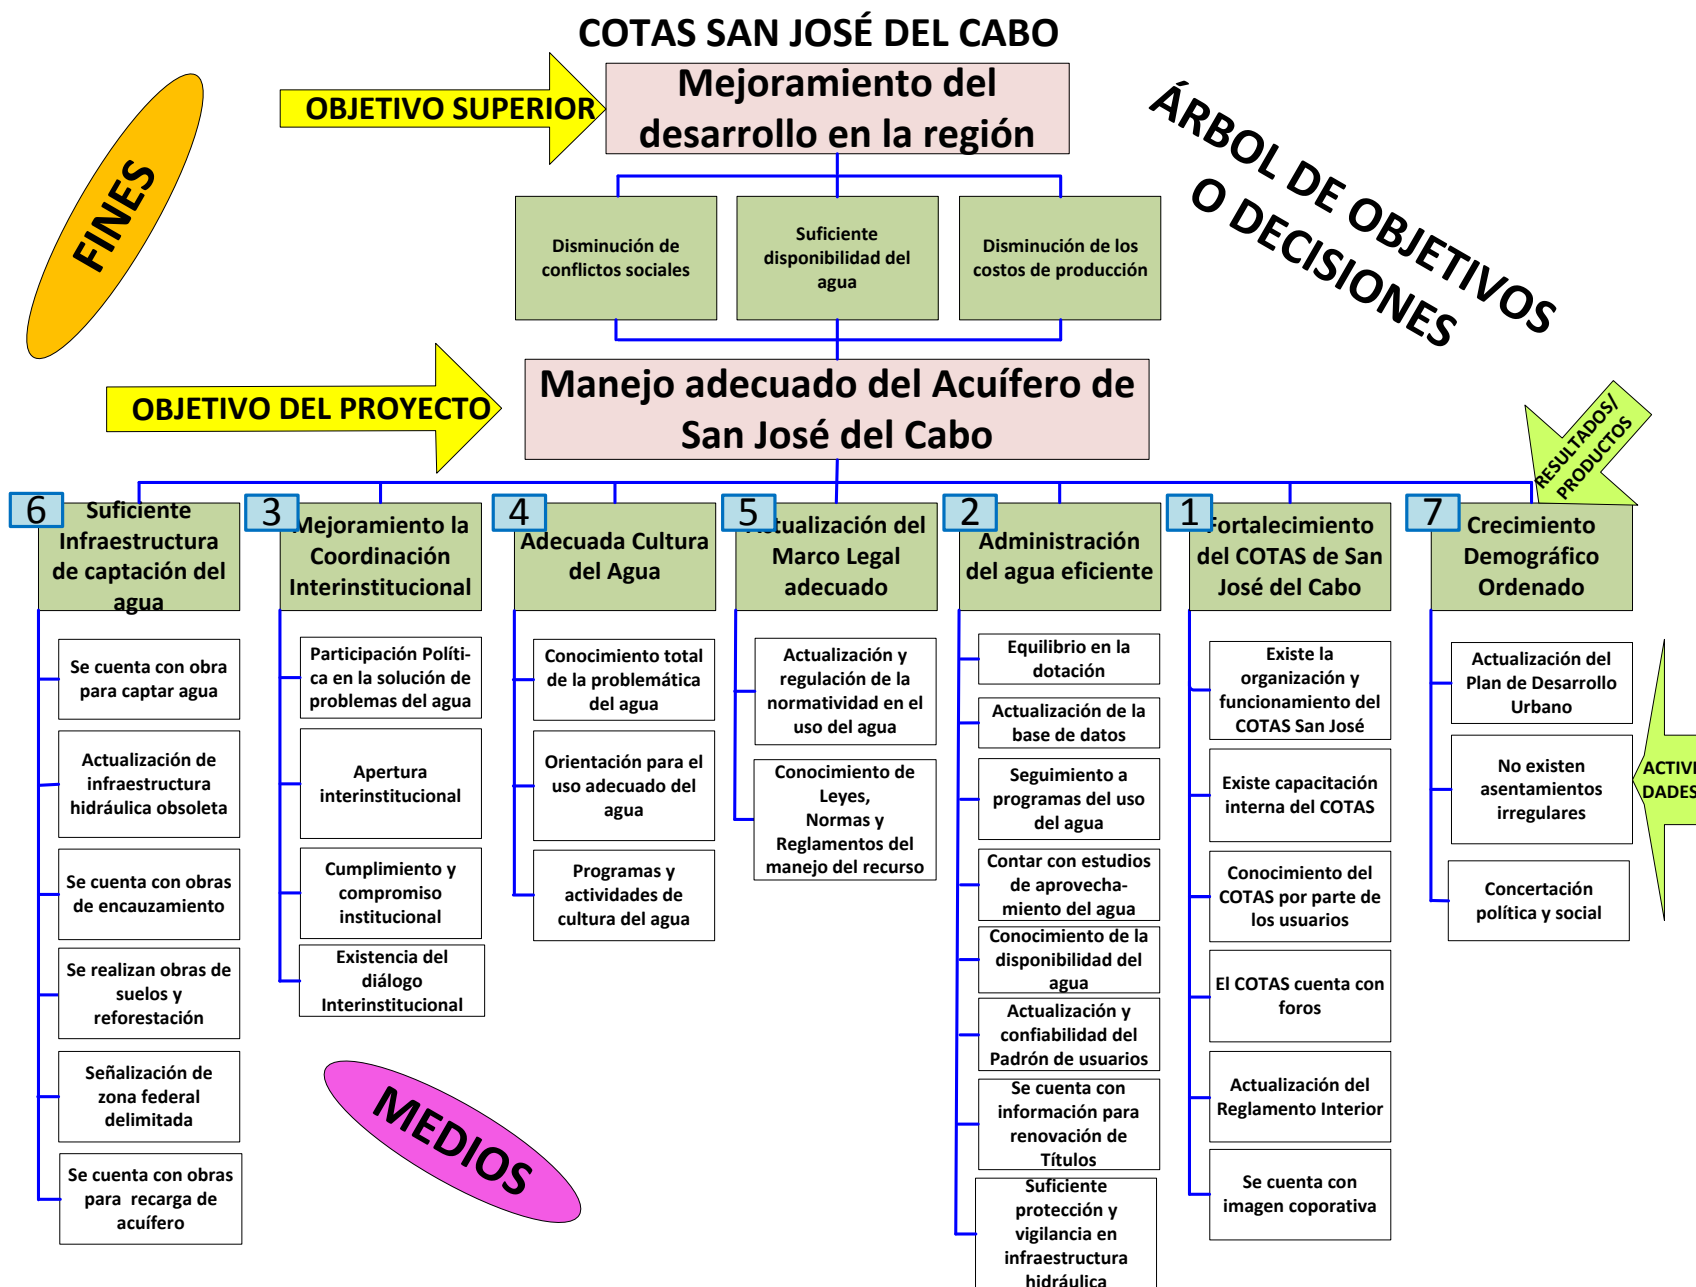 COTAS SAN JOSÉ DEL CABO
OBJETIVO SUPERIOR
Mejoramiento del
desarrollo en la región
ÁRBOL DE OBJETIVOS
O DECISIONES
FINES
Disminución de
conflictos sociales
Suficiente
disponibilidad del
agua
Disminución de los
costos de producción
OBJETIVO DEL PROYECTO
Manejo adecuado del Acuífero de
San José del Cabo
RESULTADOS/
PRODUCTOS
6
Suficiente
Infraestructura
de captación del
agua
Se cuenta con obra
para captar agua
Actualización de
infraestructura
hidráulica obsoleta
Se cuenta con obras
de encauzamiento
Se realizan obras de
suelos y
reforestación
Señalización de
zona federal
delimitada
Se cuenta con obras
para recarga de
acuífero
3
Mejoramiento la
Coordinación
Interinstitucional
Participación Políti-
ca en la solución de
problemas del agua
Apertura
interinstitucional
Cumplimiento y
compromiso
institucional
Existencia del
diálogo
Interinstitucional
4
Adecuada Cultura
del Agua
Conocimiento total
de la problemática
del agua
Orientación para el
uso adecuado del
agua
Programas y
actividades de
cultura del agua
5
Actualización del
Marco Legal
adecuado
Actualización y
regulación de la
normatividad en el
uso del agua
Conocimiento de
Leyes,
Normas y
Reglamentos del
manejo del recurso
2
Administración
del agua eficiente
Equilibrio en la
dotación
Actualización de la
base de datos
Seguimiento a
programas del uso
del agua
Contar con estudios
de aprovecha-
miento del agua
Conocimiento de la
disponibilidad del
agua
Actualización y
confiabilidad del
Padrón de usuarios
Se cuenta con
información para
renovación de
Títulos
Suficiente
protección y
vigilancia en
infraestructura
hidráulica
1
Fortalecimiento
del COTAS de San
José del Cabo
Existe la
organización y
funcionamiento del
COTAS San José
Existe capacitación
interna del COTAS
Conocimiento del
COTAS por parte de
los usuarios
El COTAS cuenta con
foros
Actualización del
Reglamento Interior
Se cuenta con
imagen coporativa
7
Crecimiento
Demográfico
Ordenado
Actualización del
Plan de Desarrollo
Urbano
No existen
asentamientos
irregulares
Concertación
política y social
ACTIVI
DADES
MEDIOS